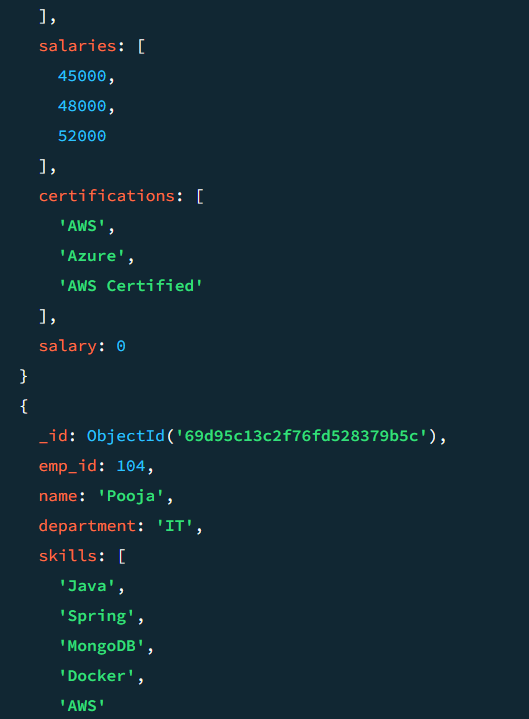 ],
salaries: [
45000,
48000,
52000
],
certifications: [
'AWS',
'Azure',
'AWS Certified'
],
salary: 0
}
{
_id: ObjectId('69d95c13c2f76fd528379b5c'),
emp_id: 104,
name: 'Pooja',
department: 'IT',
skills: [
'Java',
'Spring',
'MongoDB',
'Docker',
'AWS'